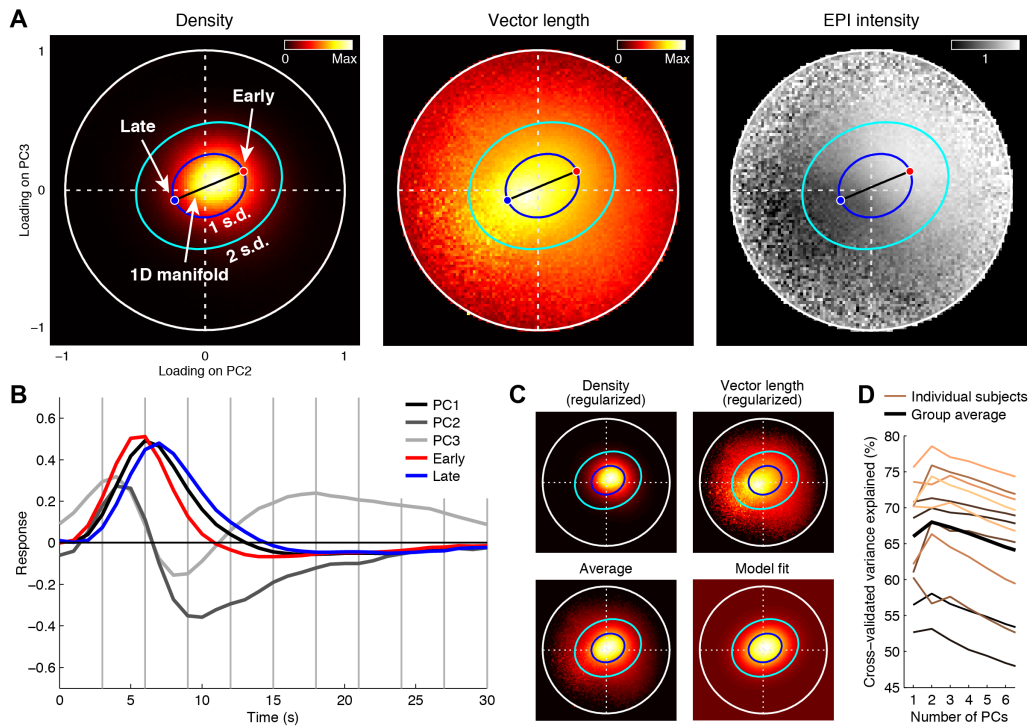 A
Density
Vector length
EPI intensity
0 Max
0 Max
1
1
0
−1
Loading on PC3
Early
Late
1 s.d.
2 s.d.
1D manifold
−1 0 1
Loading on PC2
B
0.6
0.4
0.2
0
−0.2
−0.4
−0.6
Response
PC1
PC2
PC3
Early
Late
0 5 10 15 20 25 30
Time (s)
C
Density
(regularized)
Vector length
(regularized)
Average
Model fit
D
Individual subjects
Group average
80
75
70
65
60
55
50
45
Cross−validated variance explained (%)
1 2 3 4 5 6
Number of PCs